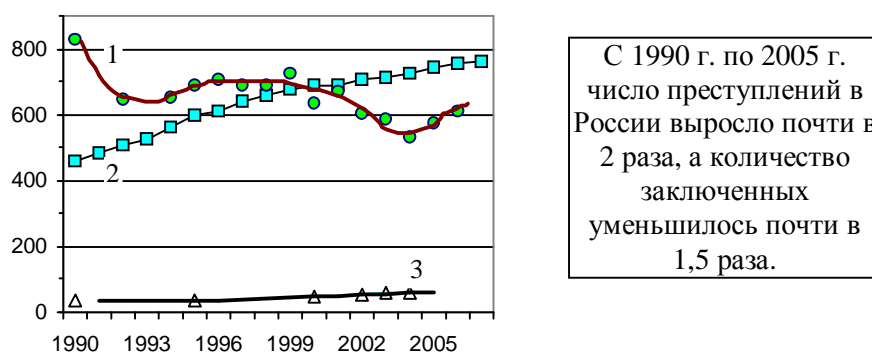 800
600
400
200
0
1
2
3
1990 1993 1996 1999 2002 2005
С 1990 г. по 2005 г.
число преступлений в
России выросло почти в
2 раза, а количество
заключенных
уменьшилось почти в
1,5 раза.